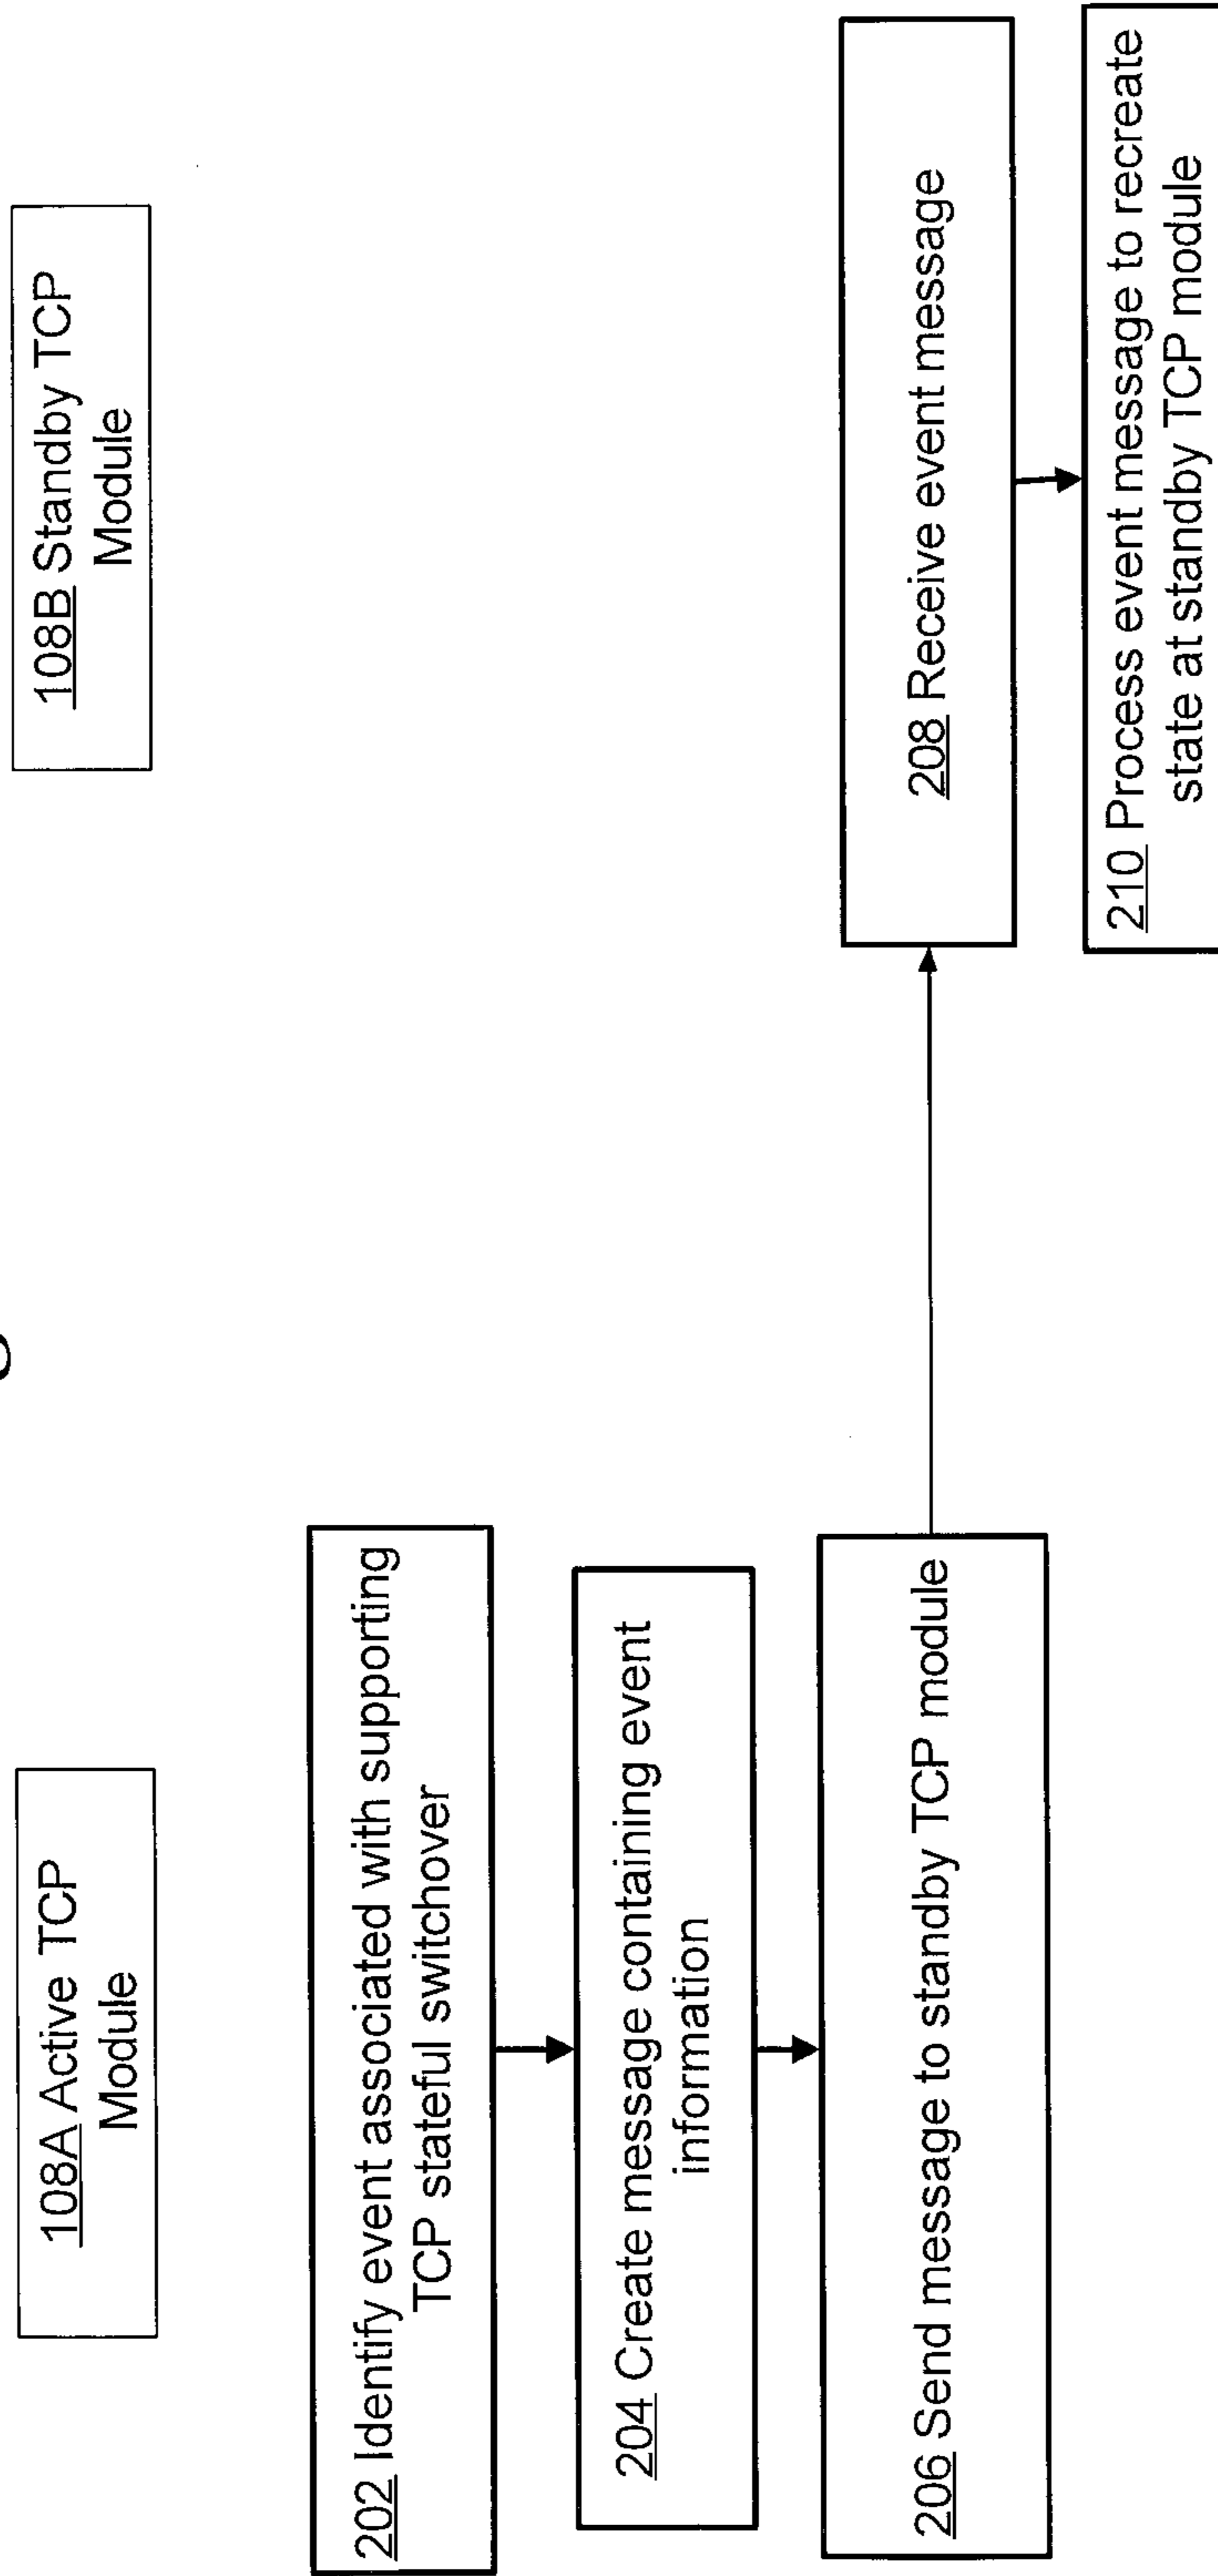 108A Active TCP
Module
108B Standby TCP
Module
202 Identify event associated with supporting
TCP stateful switchover
204 Create message containing event
information
206 Send message to standby TCP module
208 Receive event message
210 Process event message to recreate
state at standby TCP module